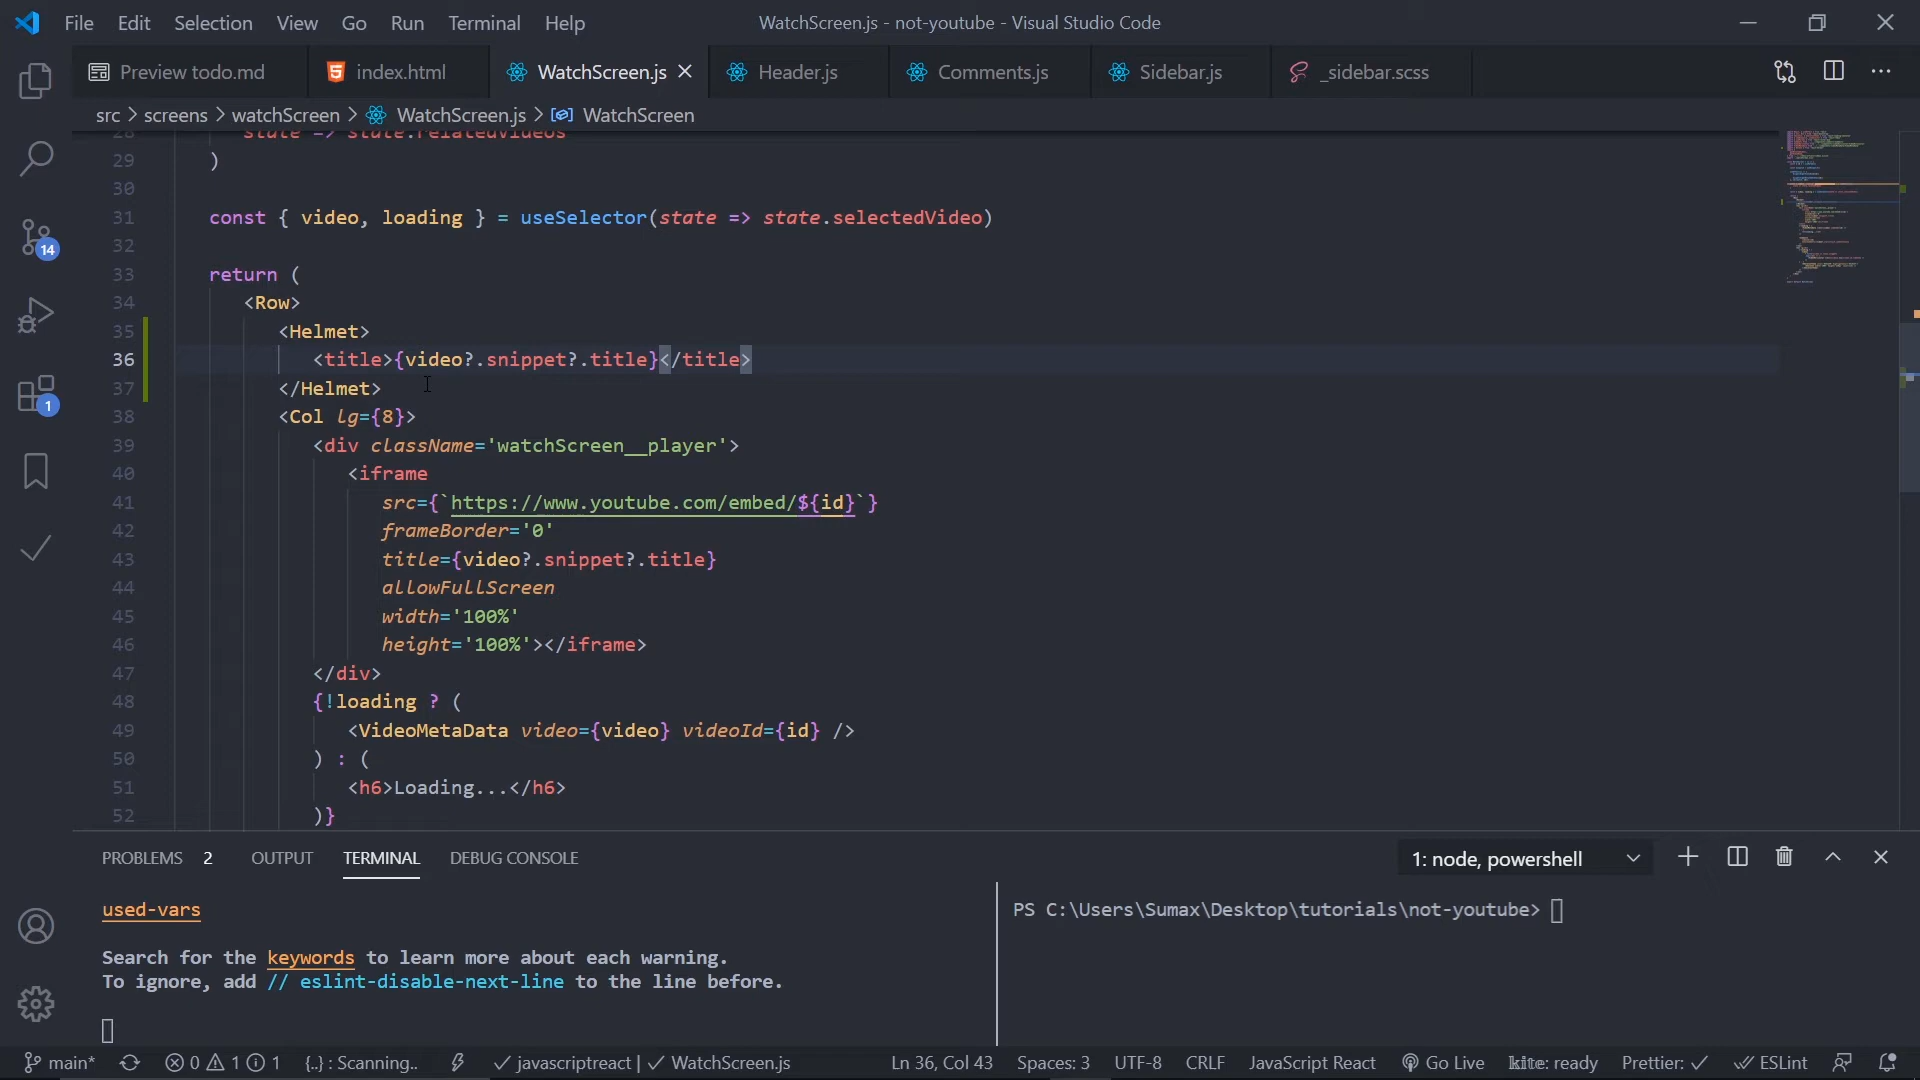 File Edit Selection View Go Run Terminal Help
WatchScreen.js - not-youtube - Visual Studio Code
Preview todo.md index.html WatchScreen.js Header.js Comments.js Sidebar.js _sidebar.scss
src > screens > watchScreen > WatchScreen.js > WatchScreen
28 state => state.relatedVideos
29 )
30
31 const { video, loading } = useSelector(state => state.selectedVideo)
32
33 return (
34 <Row>
35 <Helmet>
36 <title>{video?.snippet?.title}</title>
37 </Helmet>
38 <Col lg={8}>
39 <div className='watchScreen__player'>
40 <iframe
41 src={`https://www.youtube.com/embed/${id}`}
42 frameBorder='0'
43 title={video?.snippet?.title}
44 allowFullScreen
45 width='100%'
46 height='100%'></iframe>
47 </div>
48 {!loading ? (
49 <VideoMetaData video={video} videoId={id} />
50 ) : (
51 <h6>Loading...</h6>
52 )}
14
1
PROBLEMS 2 OUTPUT TERMINAL DEBUG CONSOLE
1: node, powershell
used-vars
Search for the keywords to learn more about each warning.
To ignore, add // eslint-disable-next-line to the line before.
PS C:\Users\Sumax\Desktop\tutorials\not-youtube>
main* 0 1 1 {..} : Scanning.. javascriptreact | WatchScreen.js Ln 36, Col 43 Spaces: 3 UTF-8 CRLF JavaScript React Go Live kite: ready Prettier: ESLint